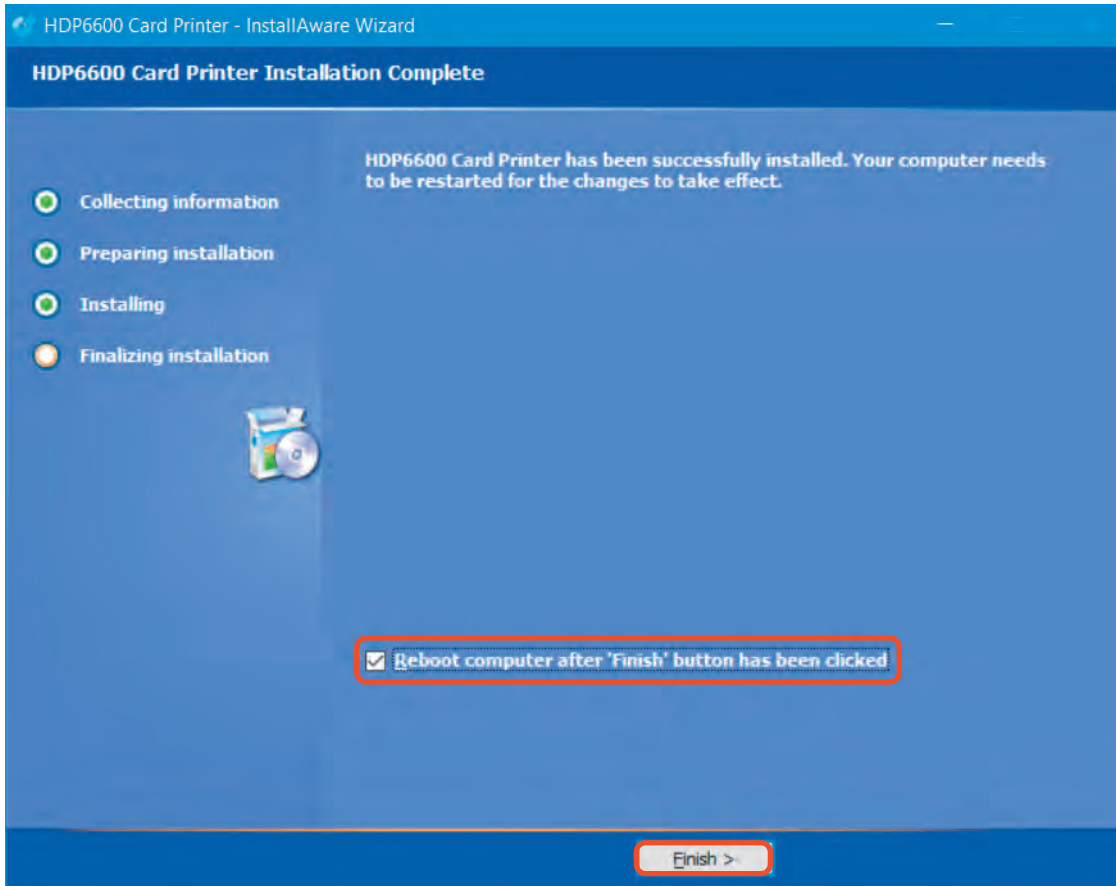 HDP6600 Card Printer - InstallAware Wizard
HDP6600 Card Printer Installation Complete
HDP6600 Card Printer has been successfully installed. Your computer needs
to be restarted for the changes to take effect.
Collecting information
Preparing installation
Installing
Finalizing installation
Reboot computer after 'Finish' button has been clicked
Finish >